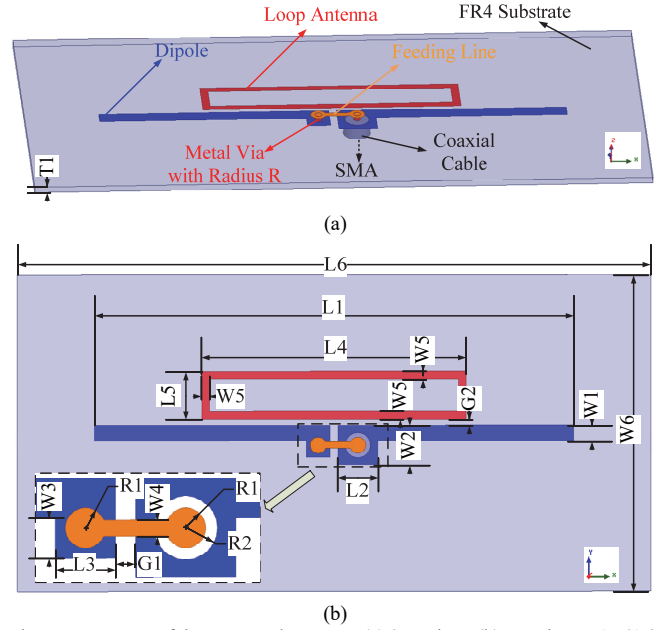 Loop Antenna
FR4 Substrate
Dipole
Feeding Line
Metal Via
with Radius R
SMA
Coaxial
Cable
T1
Z
X
(a)
L6
L1
L4
W5
L5
W5
W5
G2
W1
W2
W6
L2
W3
R1
W4
R1
R2
L3
G1
Y
X
(b)